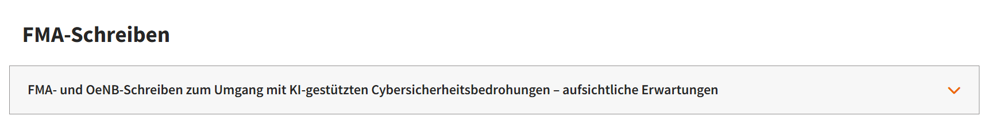 FMA-Schreiben
FMA- und OeNB-Schreiben zum Umgang mit KI-gestützten Cybersicherheitsbedrohungen – aufsichtliche Erwartungen